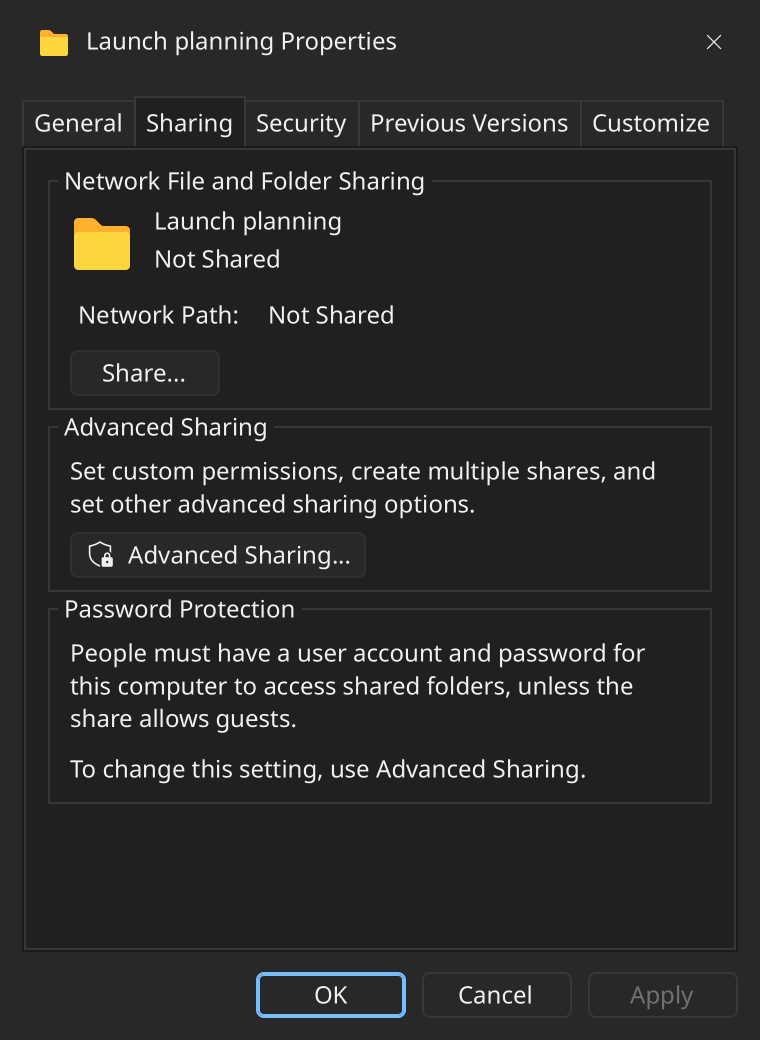 Launch planning Properties
General Sharing Security Previous Versions Customize
Network File and Folder Sharing
Launch planning
Not Shared
Network Path: Not Shared
Share...
Advanced Sharing
Set custom permissions, create multiple shares, and
set other advanced sharing options.
Advanced Sharing...
Password Protection
People must have a user account and password for
this computer to access shared folders, unless the
share allows guests.
To change this setting, use Advanced Sharing.
OK Cancel Apply